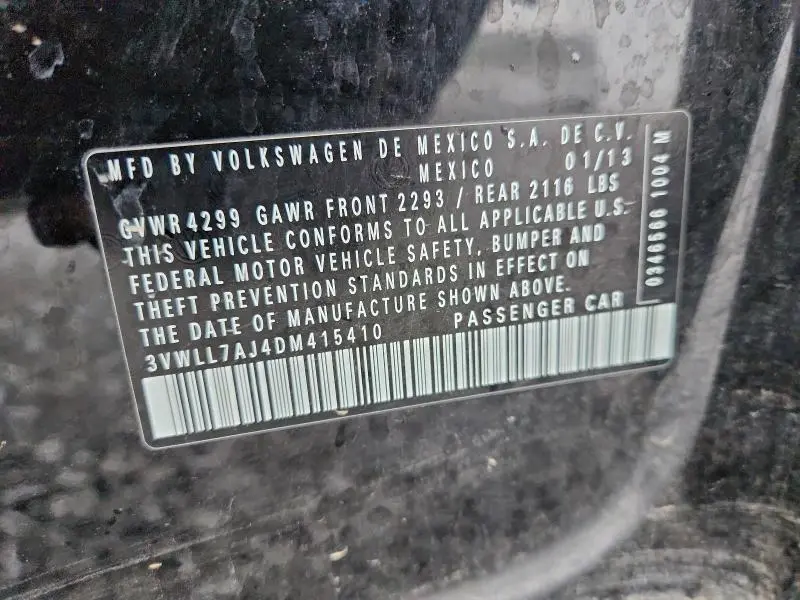 MFD BY VOLKSWAGEN DE MEXICO S.A. DE C.V.
MEXICO 01/13
GVWR 4299 GAWR FRONT 2293 / REAR 2116 LBS
THIS VEHICLE CONFORMS TO ALL APPLICABLE U.S.
FEDERAL MOTOR VEHICLE SAFETY, BUMPER AND
THEFT PREVENTION STANDARDS IN EFFECT ON
THE DATE OF MANUFACTURE SHOWN ABOVE.
3VWLL7AJ4DM415410 PASSENGER CAR
0346566 1004 M